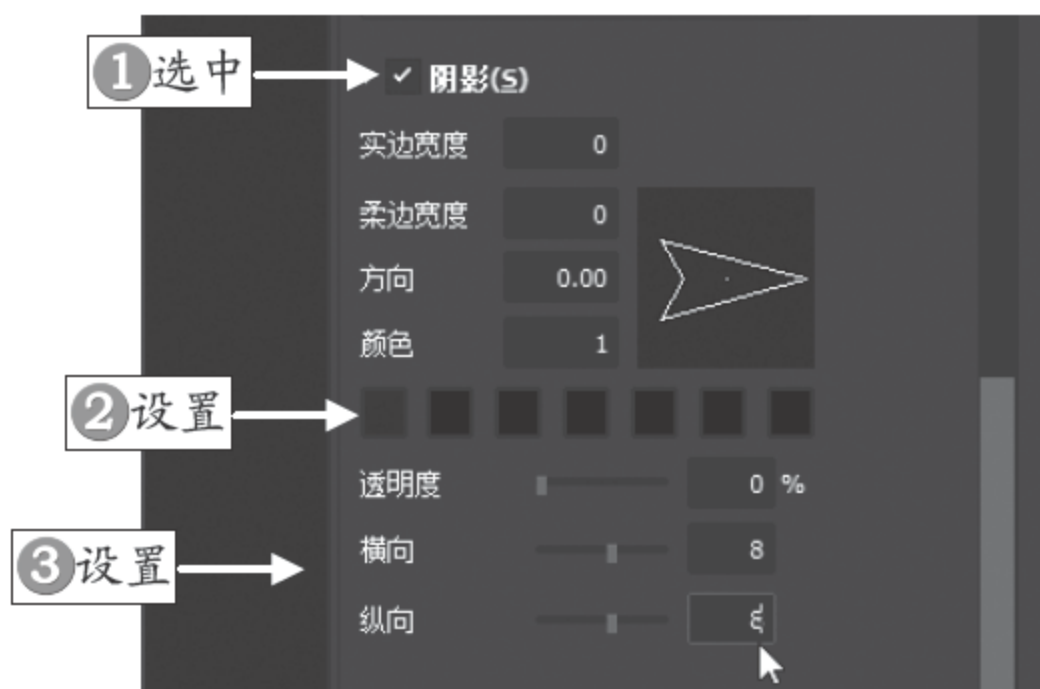 1选中
阴影(S)
实边宽度 0
柔边宽度 0
方向 0.00
颜色 1
2设置
透明度 0 %
横向 8
3设置
纵向